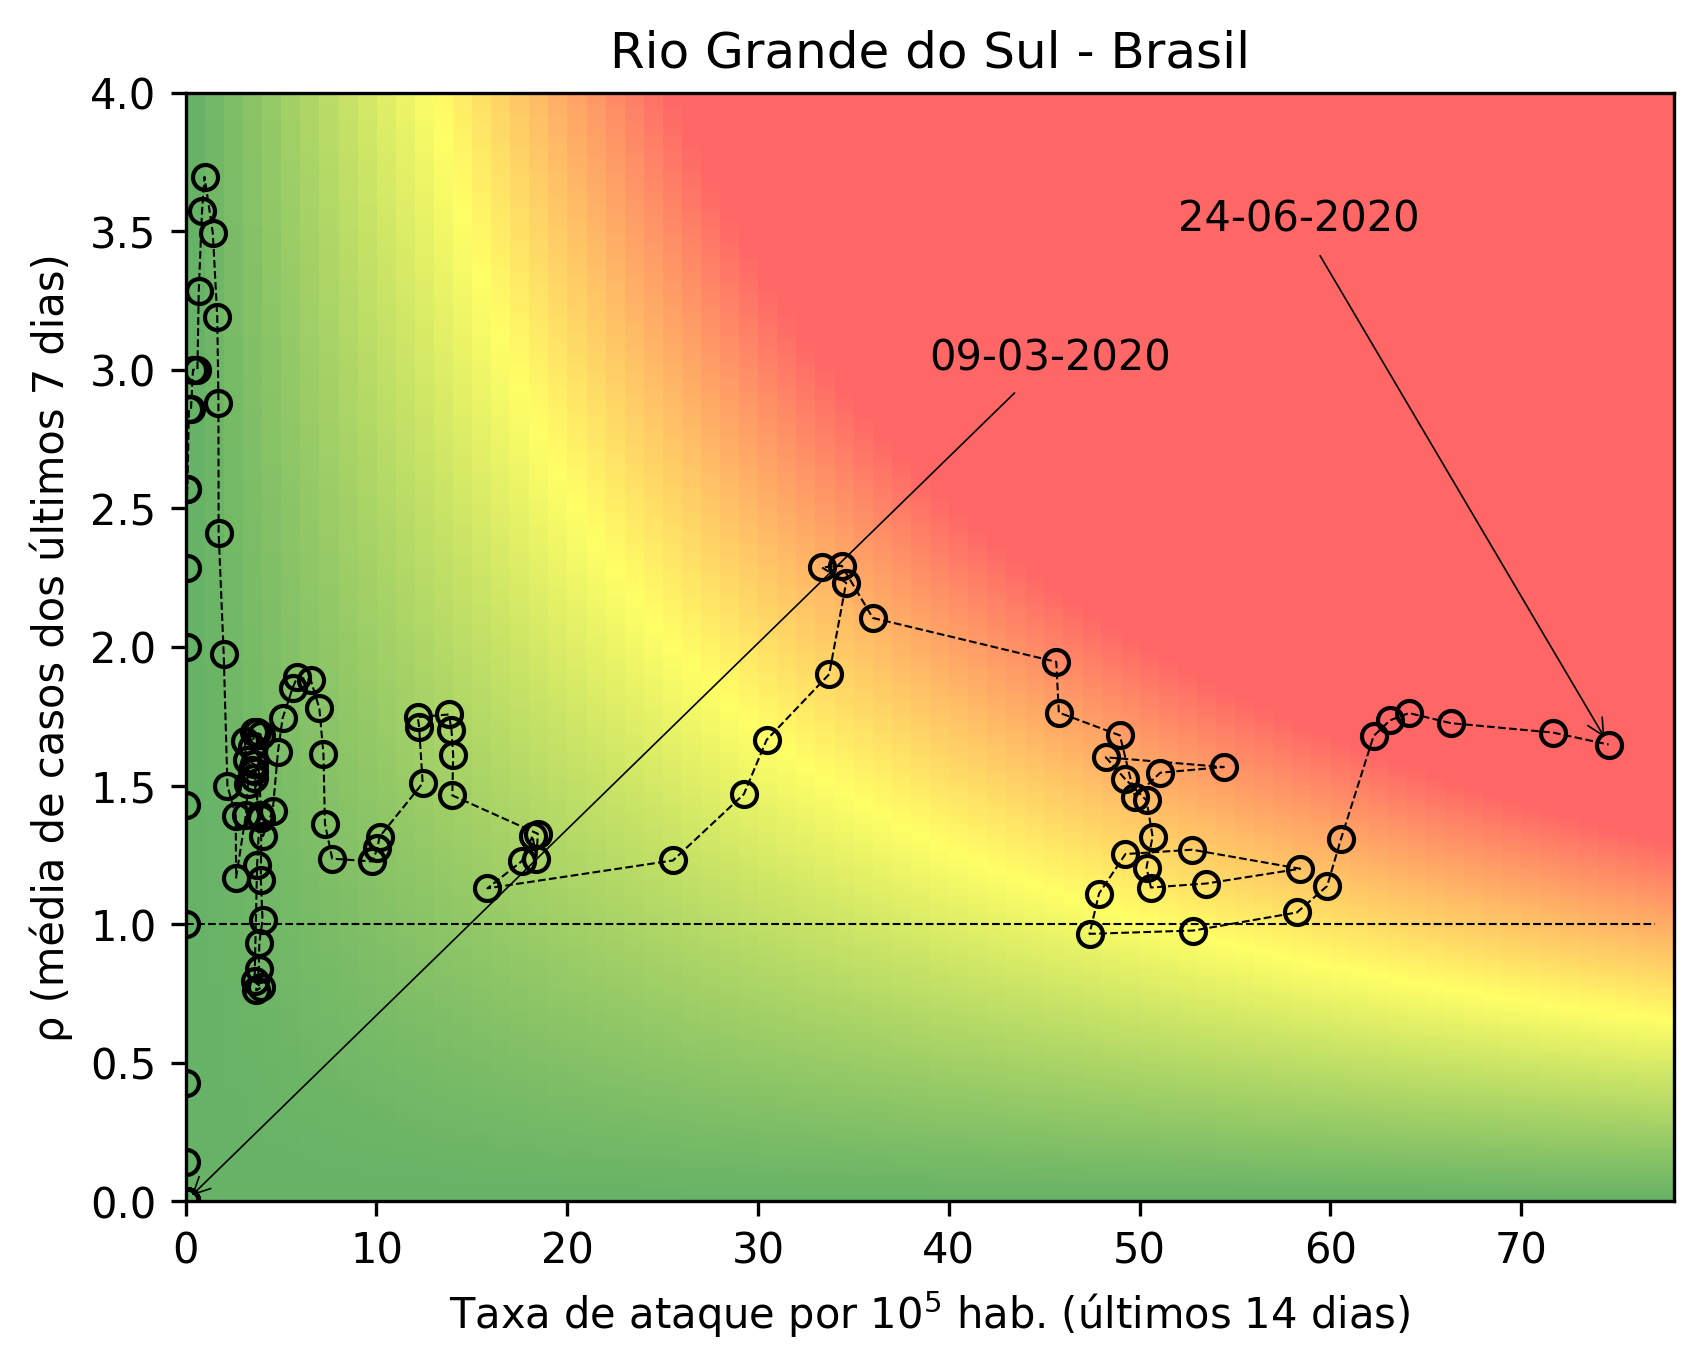 Rio Grande do Sul - Brasil
4.0
3.5
3.0
2.5
2.0
1.5
1.0
0.5
0.0
ρ (média de casos dos últimos 7 dias)
24-06-2020
09-03-2020
0 10 20 30 40 50 60 70
Taxa de ataque por 10⁵ hab. (últimos 14 dias)